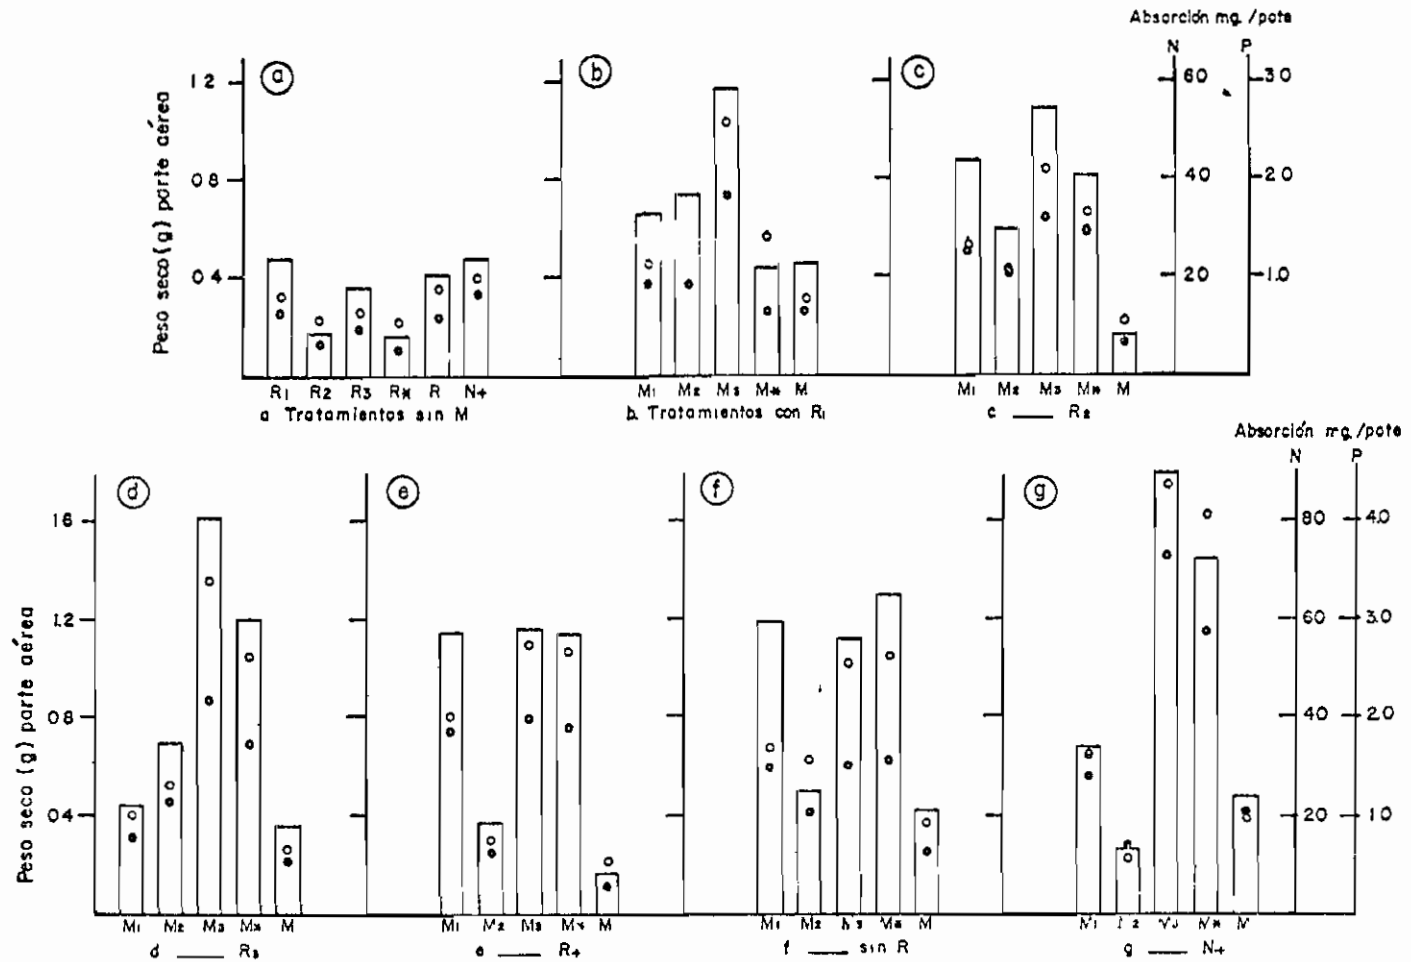 Absorción mg./pote
N P
a b c
1 2 60 3 0
0 8 40 2 0
0 4 20 1.0
Peso seco (g) parte aérea
R1 R2 R3 R* R N+
M1 M2 M3 M* M
M1 M2 M3 M* M
a Tratamientos sin M
b. Tratamientos con R1
c R2
Absorción mg./pote
N P
d e f g
1 6 80 4.0
1.2 60 3.0
0 8 40 2.0
0 4 20 1 0
Peso seco (g) parte aérea
M1 M2 M3 M* M
M1 M2 M3 M
M1 M2 M
d R3
e R+
f sin R
g N+